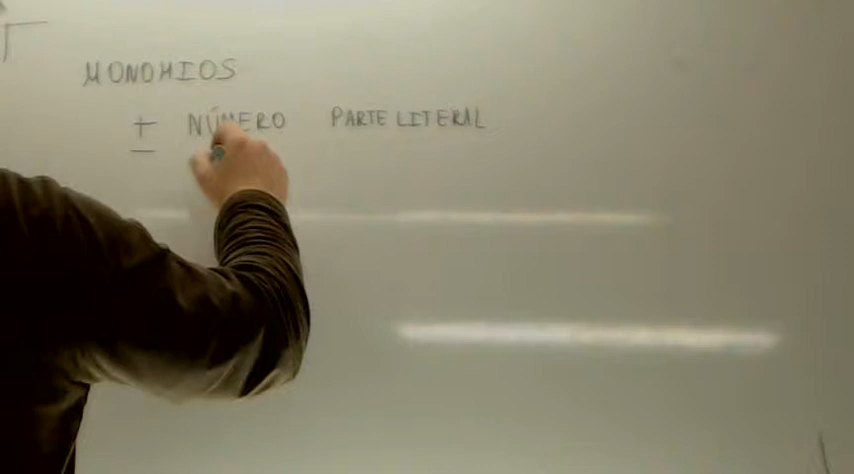 MONOMIOS
+ NÚMERO PARTE LITERAL
−